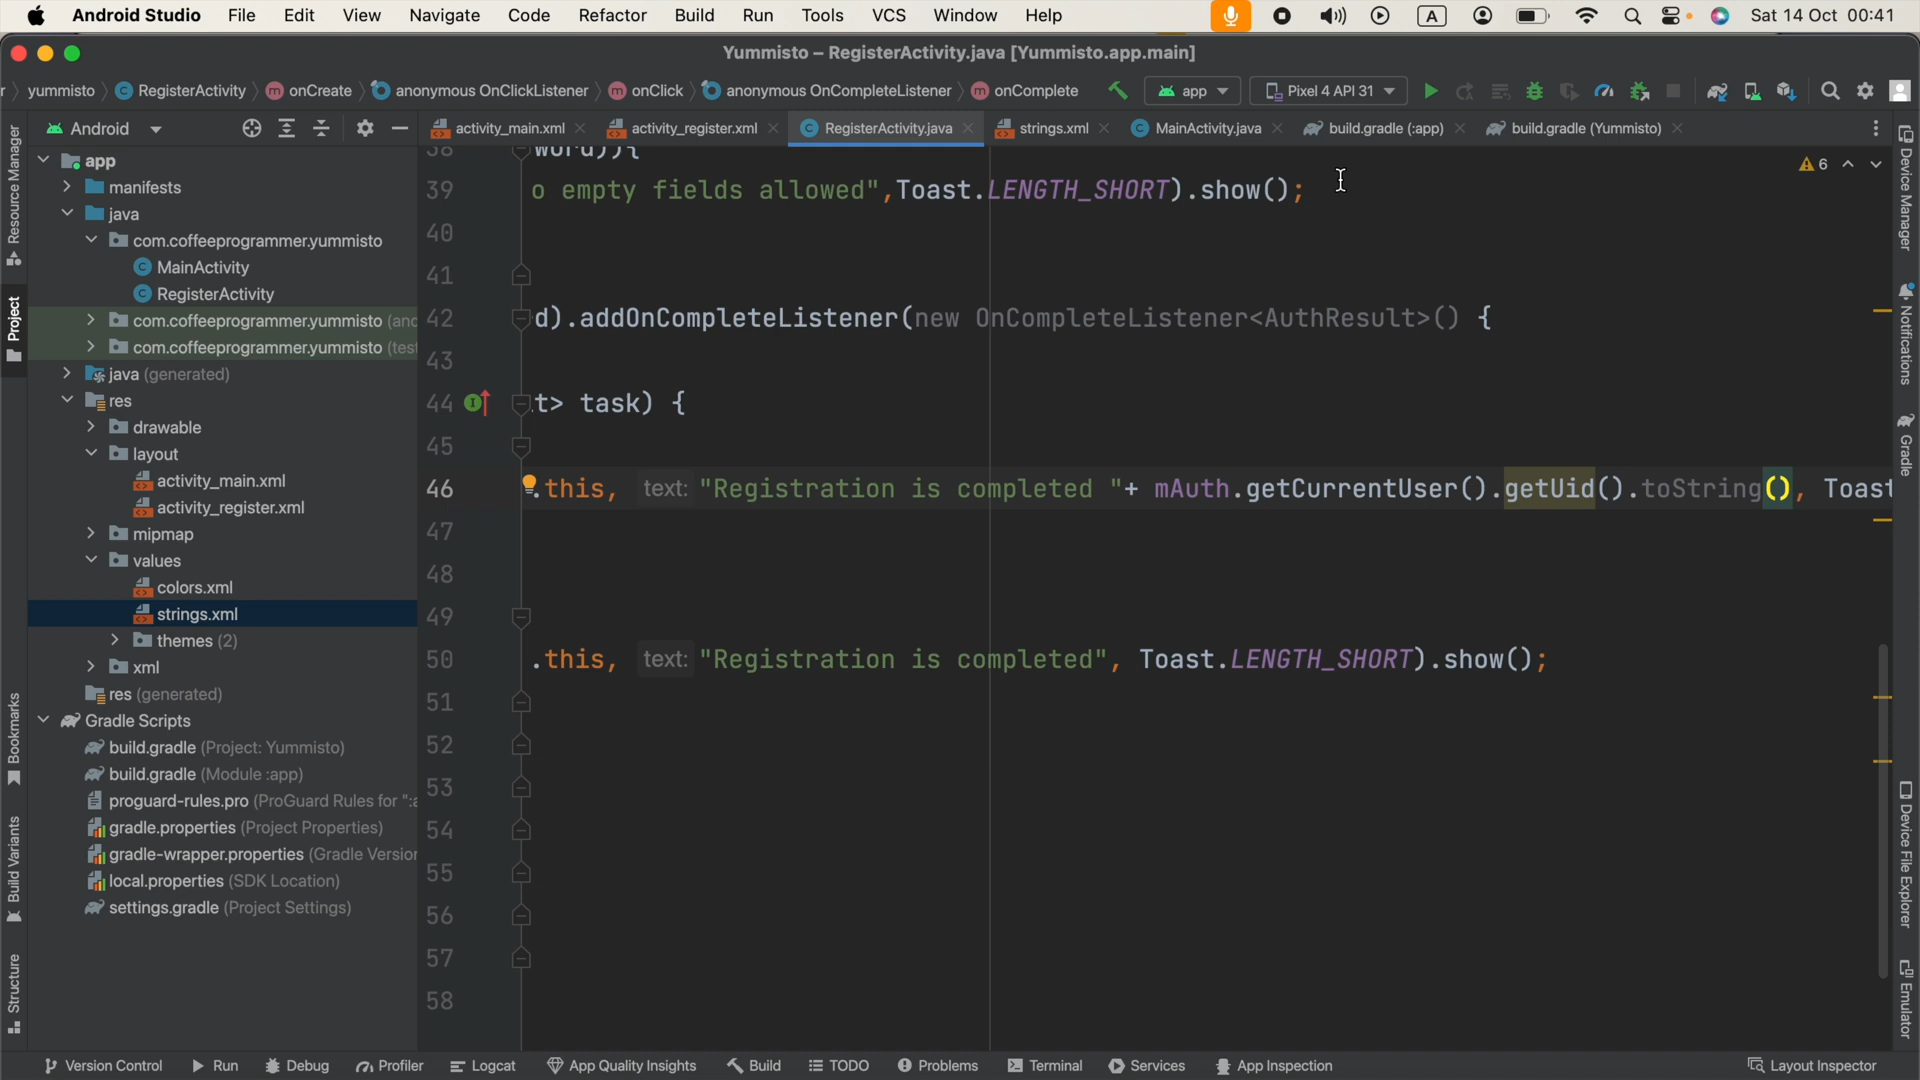 Android Studio File Edit View Navigate Code Refactor Build Run Tools VCS Window Help A Sat 14 Oct 00:41
Yummisto – RegisterActivity.java [Yummisto.app.main]
r yummisto RegisterActivity onCreate anonymous OnClickListener onClick anonymous OnCompleteListener onComplete app Pixel 4 API 31
Android activity_main.xml activity_register.xml RegisterActivity.java strings.xml MainActivity.java build.gradle (:app) build.gradle (Yummisto)
app
manifests
java
com.coffeeprogrammer.yummisto
MainActivity
RegisterActivity
com.coffeeprogrammer.yummisto (anc
com.coffeeprogrammer.yummisto (test
java (generated)
res
drawable
layout
activity_main.xml
activity_register.xml
mipmap
values
colors.xml
strings.xml
themes (2)
xml
res (generated)
Gradle Scripts
build.gradle (Project: Yummisto)
build.gradle (Module :app)
proguard-rules.pro (ProGuard Rules for ":a
gradle.properties (Project Properties)
gradle-wrapper.properties (Gradle Version
local.properties (SDK Location)
settings.gradle (Project Settings)
38 word)){
39 o empty fields allowed",Toast.LENGTH_SHORT).show();
40
41
42 d).addOnCompleteListener(new OnCompleteListener<AuthResult>() {
43
44 t> task) {
45
46 .this, text: "Registration is completed "+ mAuth.getCurrentUser().getUid().toString(), Toast
47
48
49
50 .this, text: "Registration is completed", Toast.LENGTH_SHORT).show();
51
52
53
54
55
56
57
58
6
Resource Manager
Project
Bookmarks
Build Variants
Structure
Device Manager
Notifications
Gradle
Device File Explorer
Emulator
Version Control Run Debug Profiler Logcat App Quality Insights Build TODO Problems Terminal Services App Inspection Layout Inspector